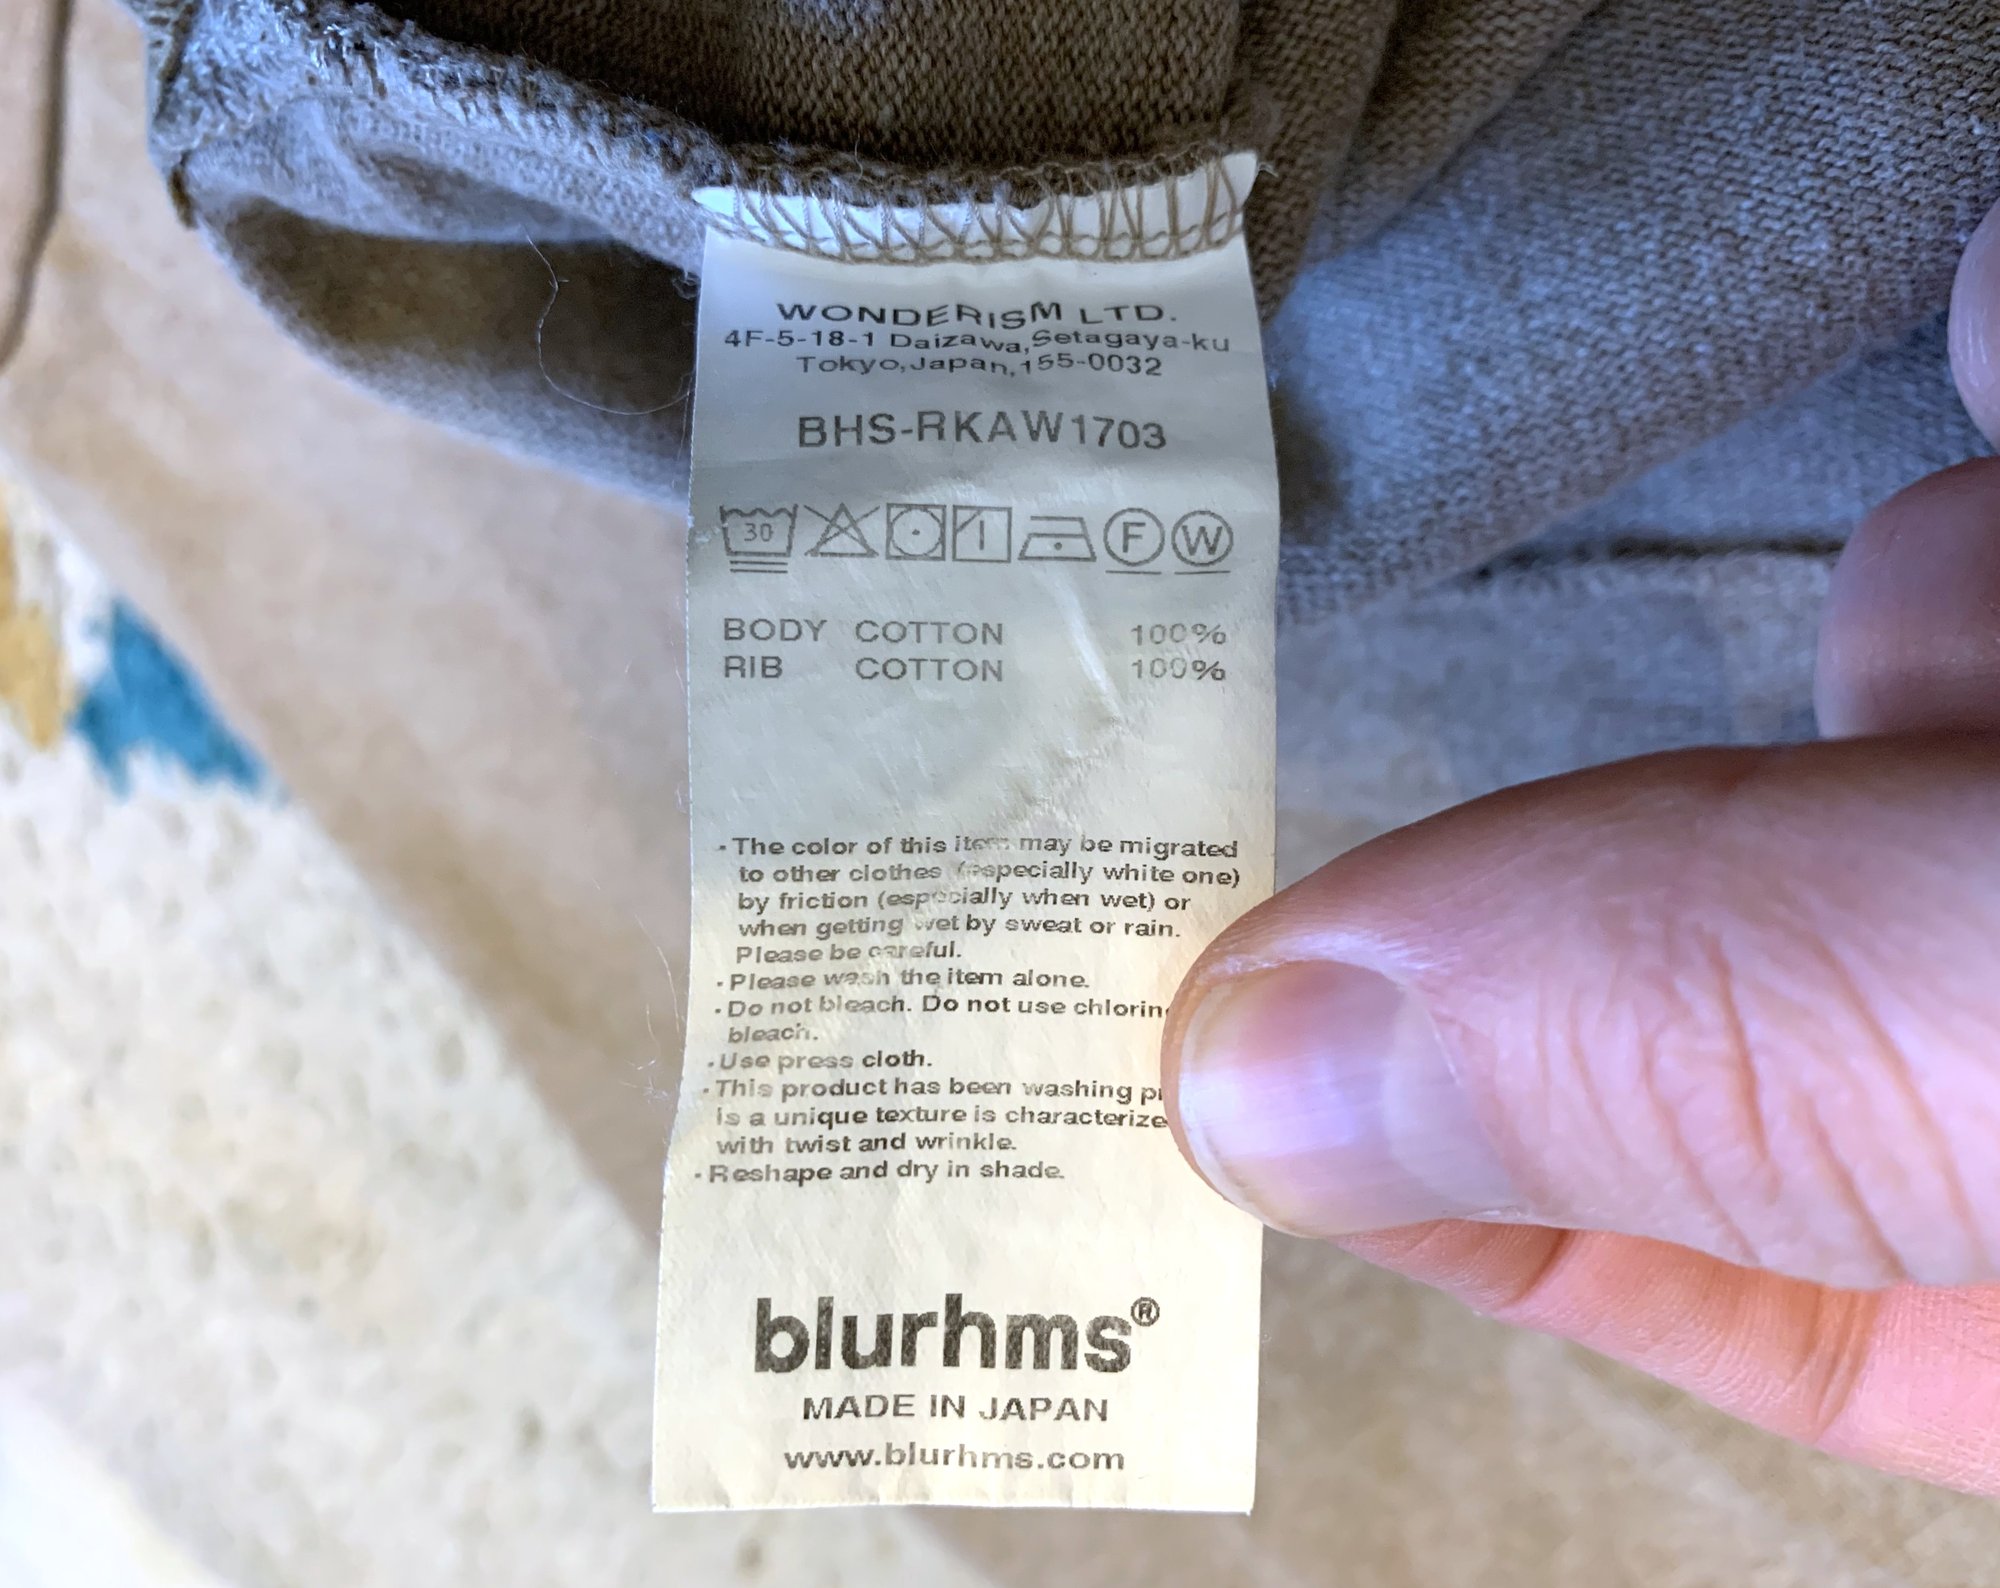 WONDERISM LTD.
4F-5-18-1 Daizawa,Setagaya-ku
Tokyo,Japan,155-0032
BHS-RKAW1703
30 F W
BODY COTTON 100%
RIB COTTON 100%
· The color of this item may be migrated
to other clothes (especially white one)
by friction (especially when wet) or
when getting wet by sweat or rain.
Please be careful.
· Please wash the item alone.
· Do not bleach. Do not use
bleach.
· Use press cloth.
· This product has been washing
is a unique texture is
with twist and wrinkle.
· Reshape and dry in shade.
blurhms®
MADE IN JAPAN
www.blurhms.com